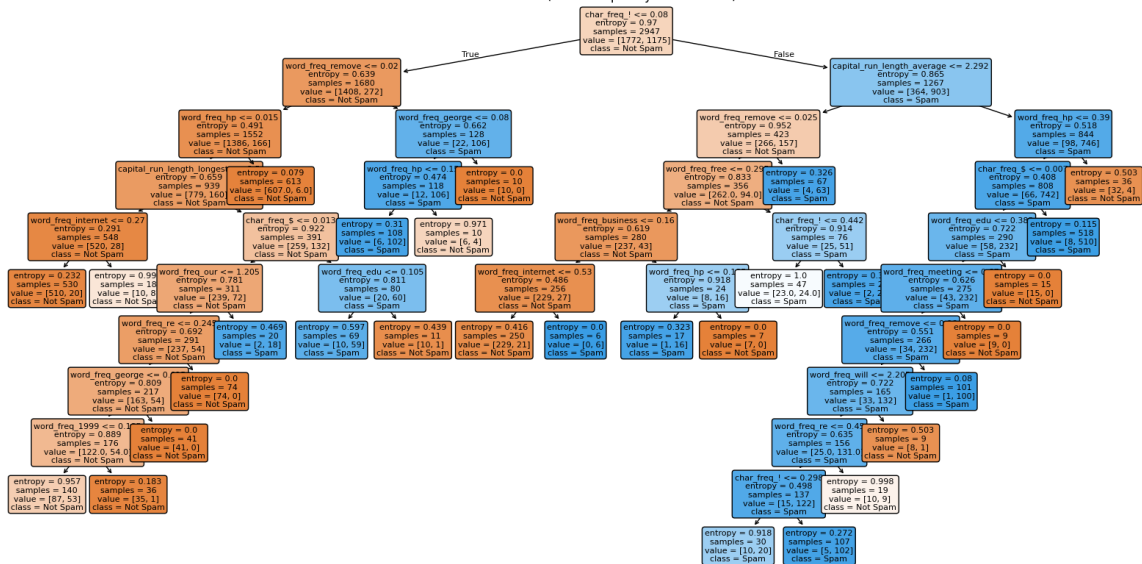 char_freq_! <= 0.08
entropy = 0.97
samples = 2947
value = [1772, 1175]
class = Not Spam
True
False
word_freq_remove <= 0.02
entropy = 0.639
samples = 1680
value = [1408, 272]
class = Not Spam
capital_run_length_average <= 2.292
entropy = 0.865
samples = 1267
value = [364, 903]
class = Spam
word_freq_hp <= 0.015
entropy = 0.491
samples = 1552
value = [1386, 166]
class = Not Spam
word_freq_george <= 0.08
entropy = 0.662
samples = 128
value = [22, 106]
class = Spam
word_freq_remove <= 0.025
entropy = 0.952
samples = 423
value = [266, 157]
class = Not Spam
word_freq_hp <= 0.39
entropy = 0.518
samples = 844
value = [98, 746]
class = Spam
capital_run_length_longest
entropy = 0.659
samples = 939
value = [779, 160]
class = Not Spam
entropy = 0.079
samples = 613
value = [607.0, 6.0]
class = Not Spam
word_freq_hp <=
entropy = 0.474
samples = 118
value = [12, 106]
class = Spam
entropy = 0.0
samples = 10
value = [10, 0]
class = Not Spam
word_freq_free <=
entropy = 0.833
samples = 356
value = [262.0, 94.0]
class = Not Spam
entropy = 0.326
samples = 67
value = [4, 63]
class = Spam
char_freq_$ <=
entropy = 0.408
samples = 808
value = [66, 742]
class = Spam
entropy = 0.503
samples = 36
value = [32, 4]
class = Not Spam
word_freq_internet <= 0.27
entropy = 0.291
samples = 548
value = [520, 28]
class = Not Spam
char_freq_$ <= 0.013
entropy = 0.922
samples = 391
value = [259, 132]
class = Not Spam
entropy = 0.31
samples = 108
value = [6, 102]
class = Spam
entropy = 0.971
samples = 10
value = [6, 4]
class = Not Spam
word_freq_business <= 0.16
entropy = 0.619
samples = 280
value = [237, 43]
class = Not Spam
char_freq_! <= 0.442
entropy = 0.914
samples = 76
value = [25, 51]
class = Spam
word_freq_edu <=
entropy = 0.722
samples = 290
value = [58, 232]
class = Spam
entropy = 0.115
samples = 518
value = [8, 510]
class = Spam
entropy = 0.232
samples = 530
value = [510, 20]
class = Not Spam
entropy =
samples = 18
value = [10, 8]
class = Not Spam
word_freq_our <= 1.205
entropy = 0.781
samples = 311
value = [239, 72]
class = Not Spam
word_freq_edu <= 0.105
entropy = 0.811
samples = 80
value = [20, 60]
class = Spam
word_freq_internet <= 0.53
entropy = 0.486
samples = 256
value = [229, 27]
class = Not Spam
word_freq_hp <=
entropy = 0.918
samples = 24
value = [8, 16]
class = Spam
entropy = 1.0
samples = 47
value = [23.0, 24.0]
class = Spam
entropy
samples
value = [2,
class = Spam
word_freq_meeting <=
entropy = 0.626
samples = 275
value = [43, 232]
class = Spam
entropy = 0.0
samples = 15
value = [15, 0]
class = Not Spam
word_freq_re <=
entropy = 0.692
samples = 291
value = [237, 54]
class = Not Spam
entropy = 0.469
samples = 20
value = [2, 18]
class = Spam
entropy = 0.597
samples = 69
value = [10, 59]
class = Spam
entropy = 0.439
samples = 11
value = [10, 1]
class = Not Spam
entropy = 0.416
samples = 250
value = [229, 21]
class = Not Spam
entropy = 0.0
samples = 6
value = [0, 6]
class = Spam
entropy = 0.323
samples = 17
value = [1, 16]
class = Spam
entropy = 0.0
samples = 7
value = [7, 0]
class = Not Spam
word_freq_remove <=
entropy = 0.551
samples = 266
value = [34, 232]
class = Spam
entropy = 0.0
samples = 9
value = [9, 0]
class = Not Spam
word_freq_george <=
entropy = 0.809
samples = 217
value = [163, 54]
class = Not Spam
entropy = 0.0
samples = 74
value = [74, 0]
class = Not Spam
word_freq_will <=
entropy = 0.722
samples = 165
value = [33, 132]
class = Spam
entropy = 0.08
samples = 101
value = [1, 100]
class = Spam
word_freq_1999 <=
entropy = 0.889
samples = 176
value = [122.0, 54.0]
class = Not Spam
entropy = 0.0
samples = 41
value = [41, 0]
class = Not Spam
word_freq_re <=
entropy = 0.635
samples = 156
value = [25.0, 131.0]
class = Spam
entropy = 0.503
samples = 9
value = [8, 1]
class = Not Spam
entropy = 0.957
samples = 140
value = [87, 53]
class = Not Spam
entropy = 0.183
samples = 36
value = [35, 1]
class = Not Spam
char_freq_! <= 0.298
entropy = 0.498
samples = 137
value = [15, 122]
class = Spam
entropy = 0.998
samples = 19
value = [10, 9]
class = Not Spam
entropy = 0.918
samples = 30
value = [10, 20]
class = Spam
entropy = 0.272
samples = 107
value = [5, 102]
class = Spam